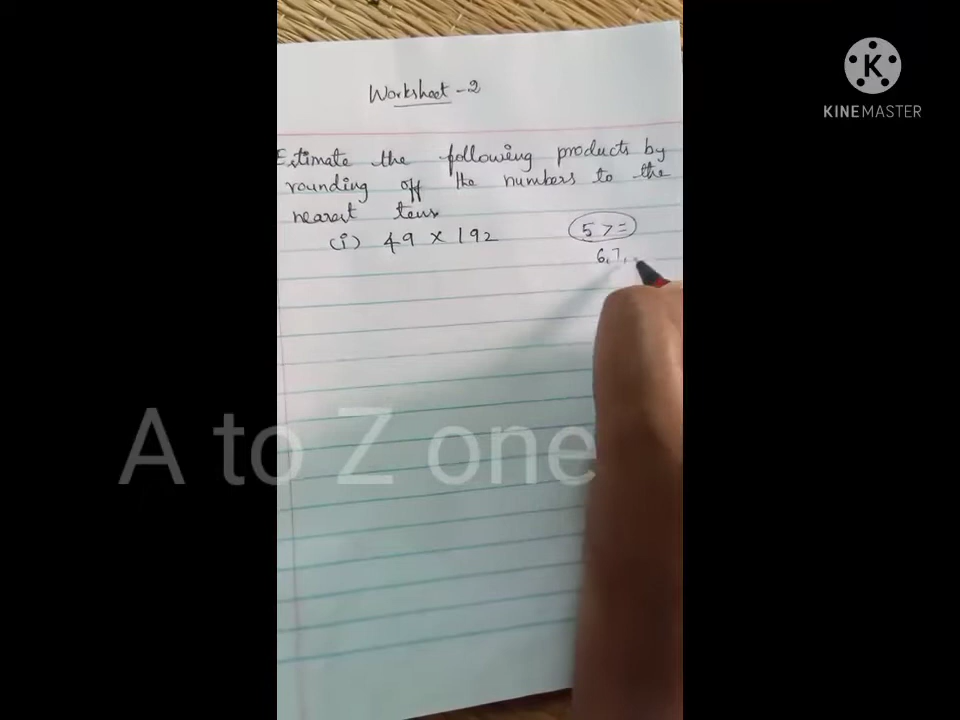 Worksheet - 2
Estimate the following products by
rounding off the numbers to the
nearest tens
(i) 49 × 192
5 > =
6, 7, .
KINEMASTER
A to Z one